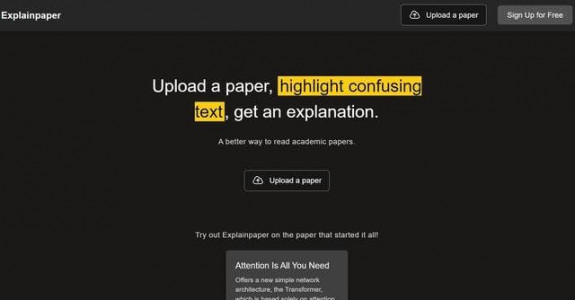 Explainpaper
Upload a paper
Sign Up for Free
Upload a paper, highlight confusing
text, get an explanation.
A better way to read academic papers.
Upload a paper
Try out Explainpaper on the paper that started it all!
Attention Is All You Need
Offers a new simple network
architecture, the Transformer,
which is based solely on attention